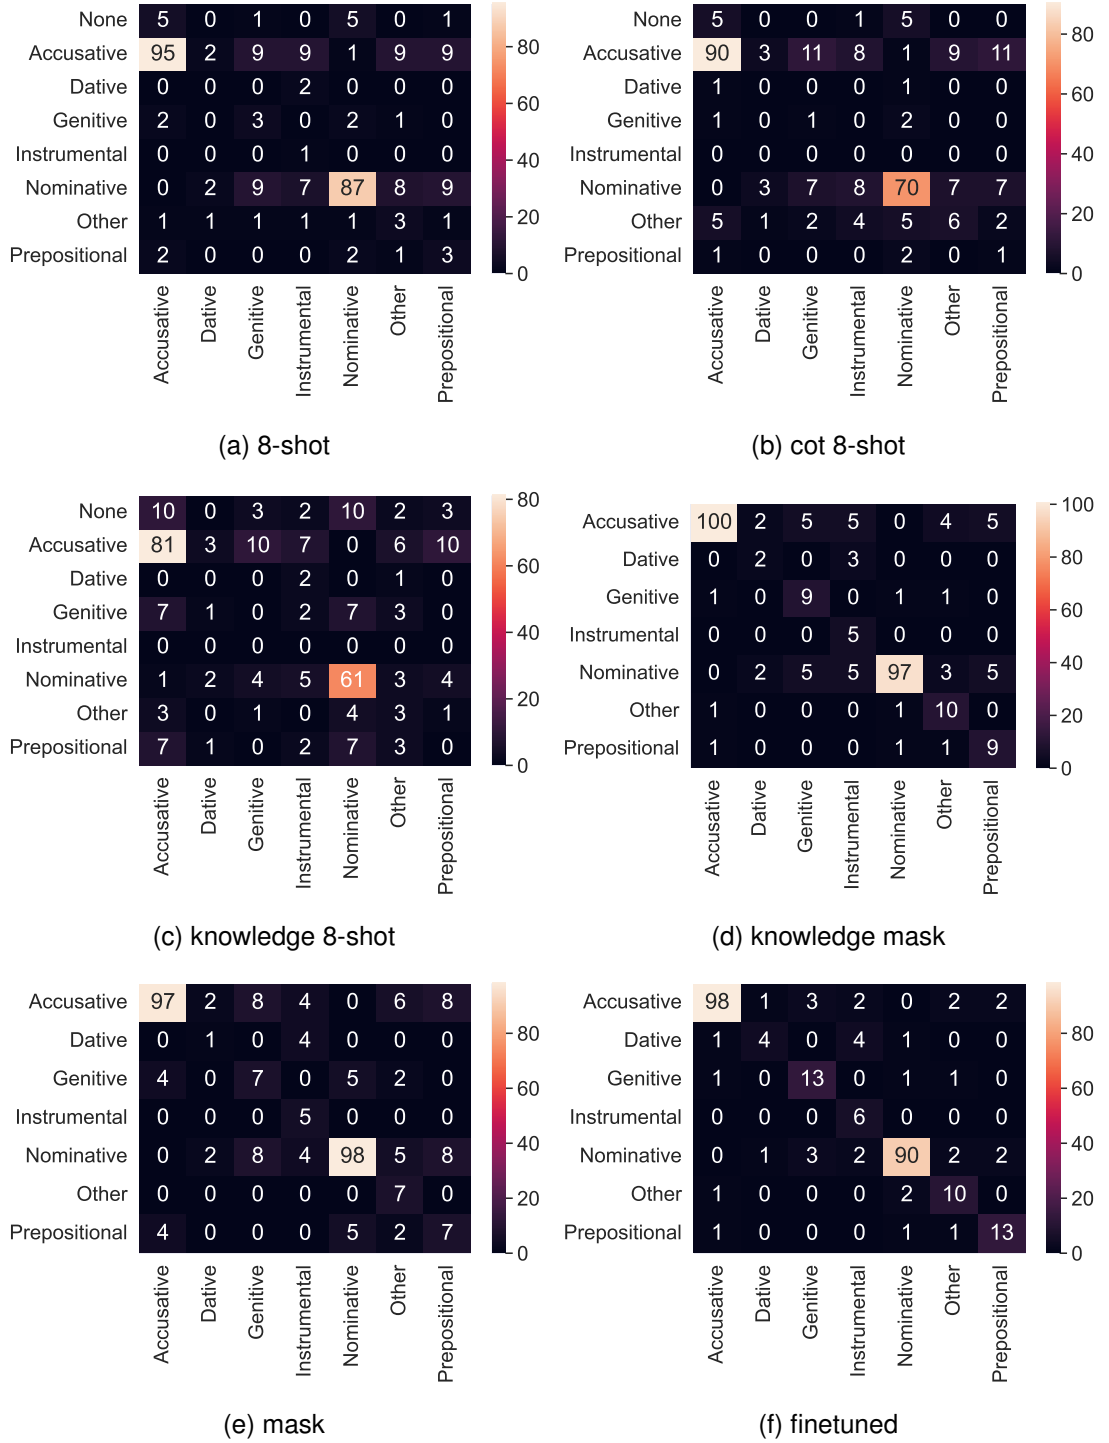 None 5 0 1 0 5 0 1
Accusative 95 2 9 9 1 9 9
Dative 0 0 0 2 0 0 0
Genitive 2 0 3 0 2 1 0
Instrumental 0 0 0 1 0 0 0
Nominative 0 2 9 7 87 8 9
Other 1 1 1 1 1 3 1
Prepositional 2 0 0 0 2 1 3
Accusative Dative Genitive Instrumental Nominative Other Prepositional
80 60 40 20 0
(a) 8-shot
None 5 0 0 1 5 0 0
Accusative 90 3 11 8 1 9 11
Dative 1 0 0 0 1 0 0
Genitive 1 0 1 0 2 0 0
Instrumental 0 0 0 0 0 0 0
Nominative 0 3 7 8 70 7 7
Other 5 1 2 4 5 6 2
Prepositional 1 0 0 0 2 0 1
Accusative Dative Genitive Instrumental Nominative Other Prepositional
80 60 40 20 0
(b) cot 8-shot
None 10 0 3 2 10 2 3
Accusative 81 3 10 7 0 6 10
Dative 0 0 0 2 0 1 0
Genitive 7 1 0 2 7 3 0
Instrumental 0 0 0 0 0 0 0
Nominative 1 2 4 5 61 3 4
Other 3 0 1 0 4 3 1
Prepositional 7 1 0 2 7 3 0
Accusative Dative Genitive Instrumental Nominative Other Prepositional
80 60 40 20 0
(c) knowledge 8-shot
Accusative 100 2 5 5 0 4 5
Dative 0 2 0 3 0 0 0
Genitive 1 0 9 0 1 1 0
Instrumental 0 0 0 5 0 0 0
Nominative 0 2 5 5 97 3 5
Other 1 0 0 0 1 10 0
Prepositional 1 0 0 0 1 1 9
Accusative Dative Genitive Instrumental Nominative Other Prepositional
100 80 60 40 20 0
(d) knowledge mask
Accusative 97 2 8 4 0 6 8
Dative 0 1 0 4 0 0 0
Genitive 4 0 7 0 5 2 0
Instrumental 0 0 0 5 0 0 0
Nominative 0 2 8 4 98 5 8
Other 0 0 0 0 0 7 0
Prepositional 4 0 0 0 5 2 7
Accusative Dative Genitive Instrumental Nominative Other Prepositional
80 60 40 20 0
(e) mask
Accusative 98 1 3 2 0 2 2
Dative 1 4 0 4 1 0 0
Genitive 1 0 13 0 1 1 0
Instrumental 0 0 0 6 0 0 0
Nominative 0 1 3 2 90 2 2
Other 1 0 0 0 2 10 0
Prepositional 1 0 0 0 1 1 13
Accusative Dative Genitive Instrumental Nominative Other Prepositional
80 60 40 20 0
(f) finetuned